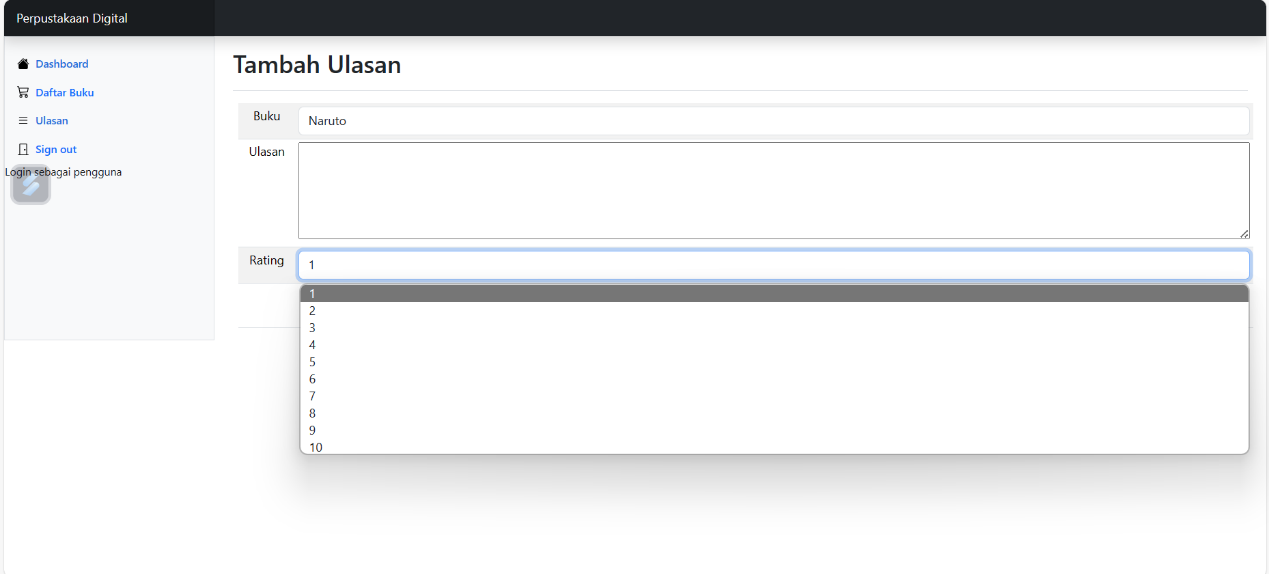 Perpustakaan Digital
Dashboard
Daftar Buku
Ulasan
Sign out
Login sebagai pengguna
Tambah Ulasan
Buku
Naruto
Ulasan
Rating
1
1
2
3
4
5
6
7
8
9
10